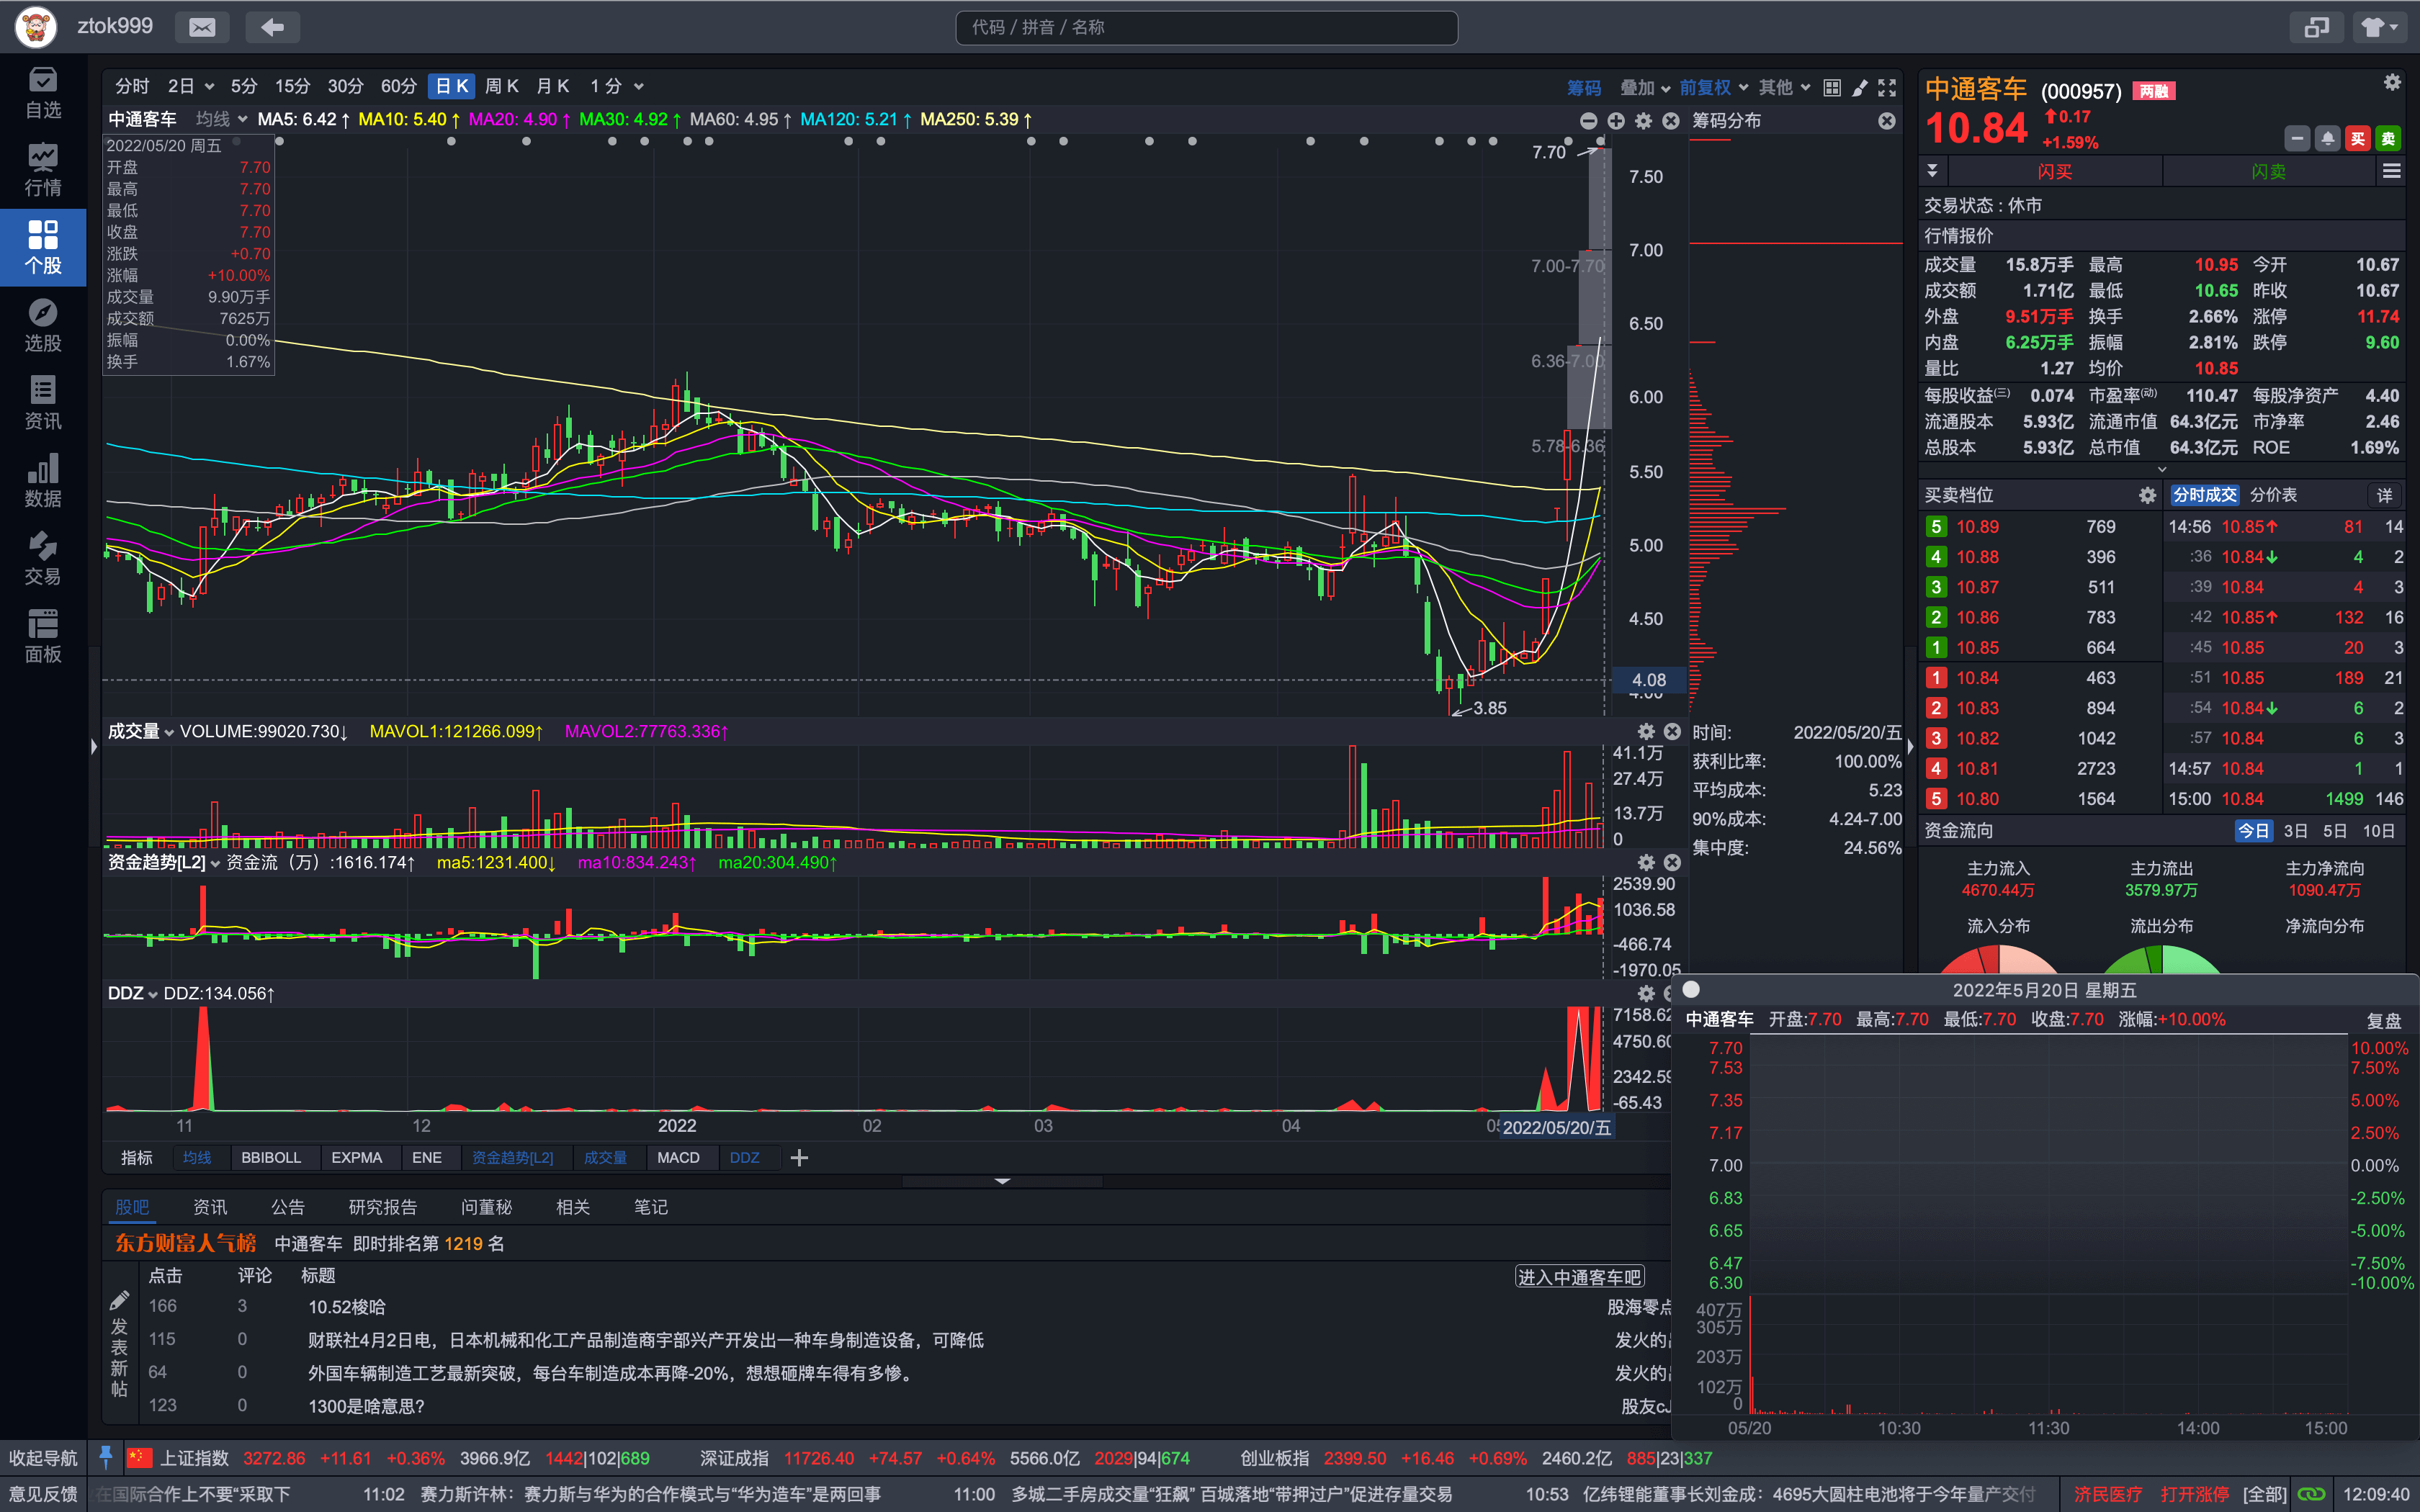 ztok999
代码 / 拼音 / 名称
自选
行情
个股
选股
资讯
数据
交易
面板
分时 2日 5分 15分 30分 60分 日K 周K 月K 1分
筹码 叠加 前复权 其他
中通客车 均线 MA5: 6.42↑ MA10: 5.40↑ MA20: 4.90↑ MA30: 4.92↑ MA60: 4.95↑ MA120: 5.21↑ MA250: 5.39↑
筹码分布
2022/05/20 周五
开盘 7.70
最高 7.70
最低 7.70
收盘 7.70
涨跌 +0.70
涨幅 +10.00%
成交量 9.90万手
成交额 7625万
振幅 0.00%
换手 1.67%
7.70
7.00-7.70
6.36-7.00
5.78-6.36
3.85
7.50
7.00
6.50
6.00
5.50
5.00
4.50
4.08
4.00
成交量 VOLUME:99020.730↓ MAVOL1:121266.099↑ MAVOL2:77763.336↑
41.1万
27.4万
13.7万
0
资金趋势[L2] 资金流（万）:1616.174↑ ma5:1231.400↓ ma10:834.243↑ ma20:304.490↑
2539.90
1036.58
-466.74
-1970.05
DDZ DDZ:134.056↑
7158.62
4750.60
2342.59
-65.43
11 12 2022 02 03 04 05 2022/05/20/五
时间: 2022/05/20/五
获利比率: 100.00%
平均成本: 5.23
90%成本: 4.24-7.00
集中度: 24.56%
指标 均线 BBIBOLL EXPMA ENE 资金趋势[L2] 成交量 MACD DDZ
股吧 资讯 公告 研究报告 问董秘 相关 笔记
东方财富人气榜 中通客车 即时排名第 1219 名
点击 评论 标题
进入中通客车吧
发表新帖
166 3 10.52梭哈 股海零点
115 0 财联社4月2日电，日本机械和化工产品制造商宇部兴产开发出一种车身制造设备，可降低 发火的
64 0 外国车辆制造工艺最新突破，每台车制造成本再降-20%，想想砸牌车得有多惨。 发火的
123 0 1300是啥意思? 股友cJ
中通客车 (000957) 两融
10.84 ↑0.17
+1.59%
买 卖
闪买 闪卖
交易状态 : 休市
行情报价
成交量 15.8万手 最高 10.95 今开 10.67
成交额 1.71亿 最低 10.65 昨收 10.67
外盘 9.51万手 换手 2.66% 涨停 11.74
内盘 6.25万手 振幅 2.81% 跌停 9.60
量比 1.27 均价 10.85
每股收益(三) 0.074 市盈率(动) 110.47 每股净资产 4.40
流通股本 5.93亿 流通市值 64.3亿元 市净率 2.46
总股本 5.93亿 总市值 64.3亿元 ROE 1.69%
买卖档位 分时成交 分价表 详
5 10.89 769 14:56 10.85↑ 81 14
4 10.88 396 :36 10.84↓ 4 2
3 10.87 511 :39 10.84 4 3
2 10.86 783 :42 10.85↑ 132 16
1 10.85 664 :45 10.85 20 3
1 10.84 463 :51 10.85 189 21
2 10.83 894 :54 10.84↓ 6 2
3 10.82 1042 :57 10.84 6 3
4 10.81 2723 14:57 10.84 1 1
5 10.80 1564 15:00 10.84 1499 146
资金流向 今日 3日 5日 10日
主力流入 主力流出 主力净流向
4670.44万 3579.97万 1090.47万
流入分布 流出分布 净流向分布
2022年5月20日 星期五
中通客车 开盘:7.70 最高:7.70 最低:7.70 收盘:7.70 涨幅:+10.00% 复盘
7.70 10.00%
7.53 7.50%
7.35 5.00%
7.17 2.50%
7.00 0.00%
6.83 -2.50%
6.65 -5.00%
6.47 -7.50%
6.30 -10.00%
407万
305万
203万
102万
0
05/20 10:30 11:30 14:00 15:00
收起导航 上证指数 3272.86 +11.61 +0.36% 3966.9亿 1442|102|689 深证成指 11726.40 +74.57 +0.64% 5566.0亿 2029|94|674 创业板指 2399.50 +16.46 +0.69% 2460.2亿 885|23|337
意见反馈 在国际合作上不要“采取下 11:02 赛力斯许林：赛力斯与华为的合作模式与“华为造车”是两回事 11:00 多城二手房成交量“狂飙” 百城落地“带押过户”促进存量交易 10:53 亿纬锂能董事长刘金成：4695大圆柱电池将于今年量产交付 济民医疗 打开涨停 [全部] 12:09:40